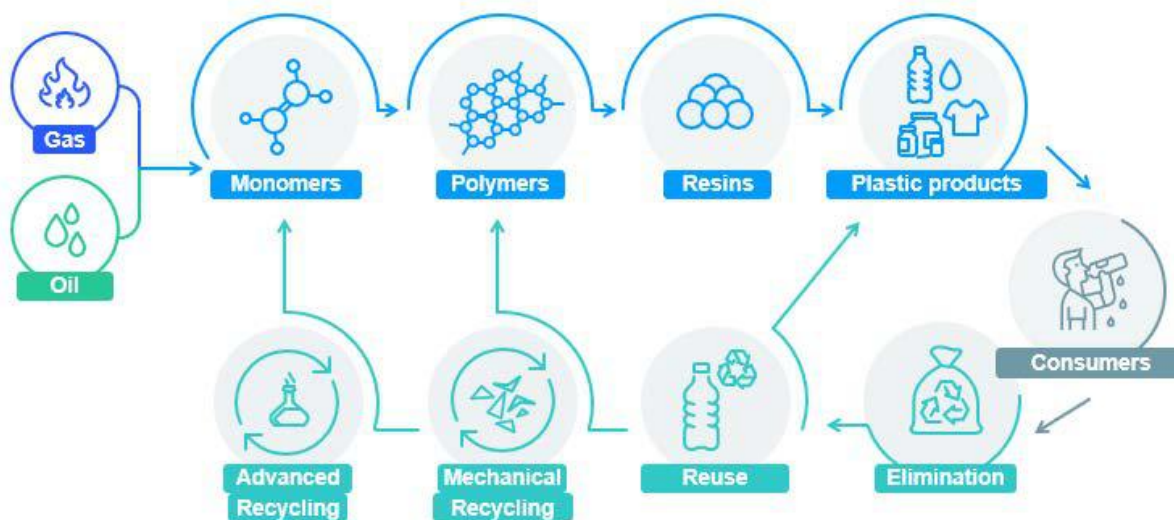 Gas
Oil
Monomers
Polymers
Resins
Plastic products
Consumers
Advanced
Recycling
Mechanical
Recycling
Reuse
Elimination